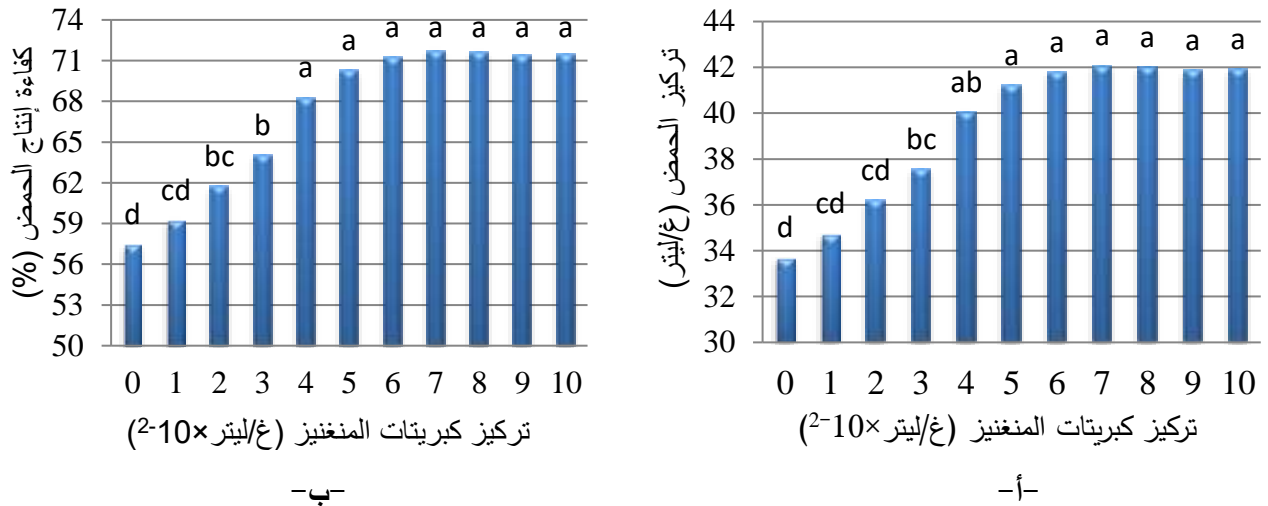 تركيز الحمض (غ/ليتر)
44
42
40
38
36
34
32
30
d cd cd bc ab a a a a a a
0 1 2 3 4 5 6 7 8 9 10
تركيز كبريتات المنغنيز (غ/ليتر×10⁻²)
-أ-
كفاءة إنتاج الحمض (%)
74
71
68
65
62
59
56
53
50
d cd bc b a a a a a a a
0 1 2 3 4 5 6 7 8 9 10
تركيز كبريتات المنغنيز (غ/ليتر×10⁻²)
-ب-